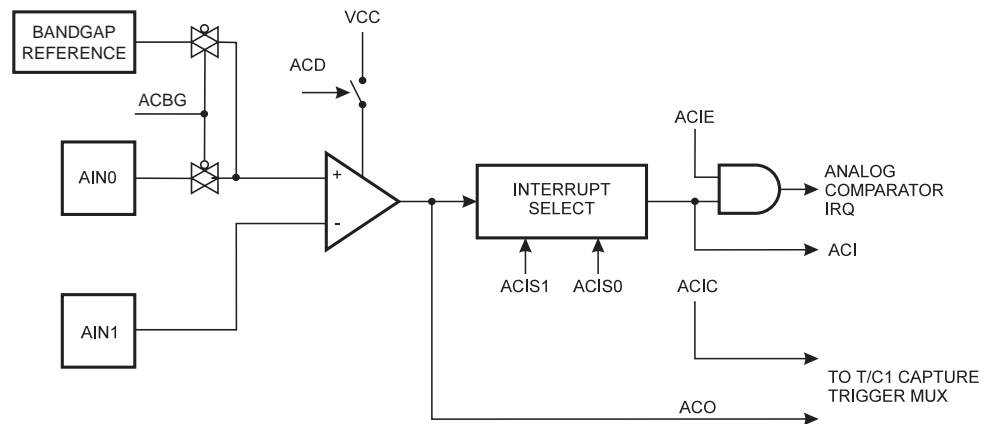 BANDGAP
REFERENCE
VCC
ACD
ACBG
ACIE
AIN0
+
-
INTERRUPT
SELECT
ANALOG
COMPARATOR
IRQ
ACI
ACIS1
ACIS0
ACIC
AIN1
TO T/C1 CAPTURE
TRIGGER MUX
ACO